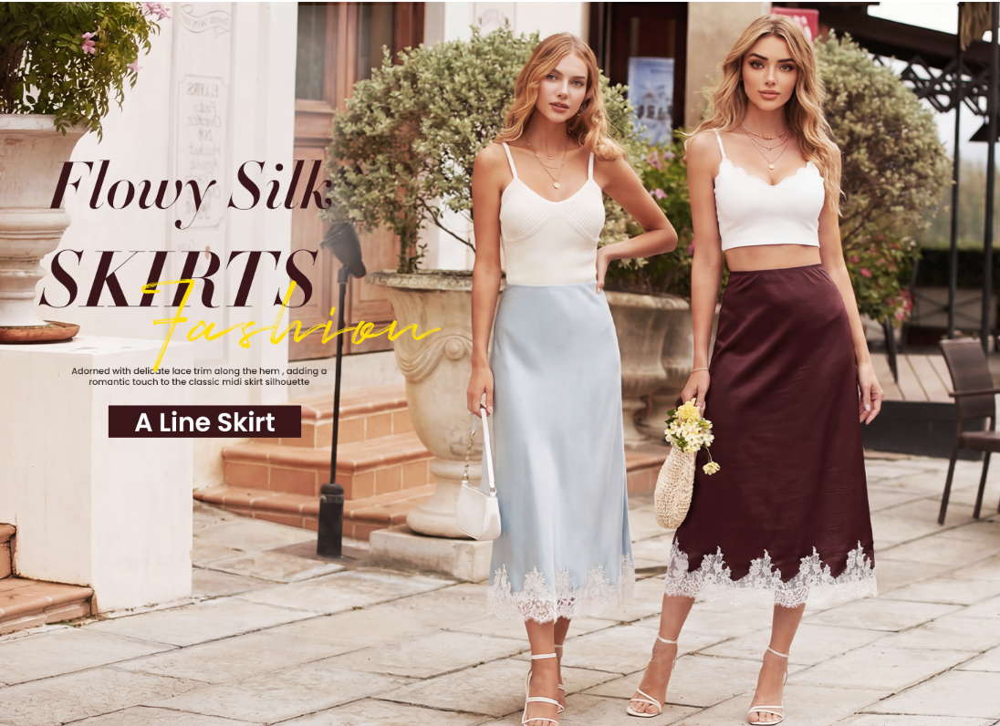 Flowy Silk
SKIRTS
Fashion
Adorned with delicate lace trim along the hem , adding a
romantic touch to the classic midi skirt silhouette
A Line Skirt